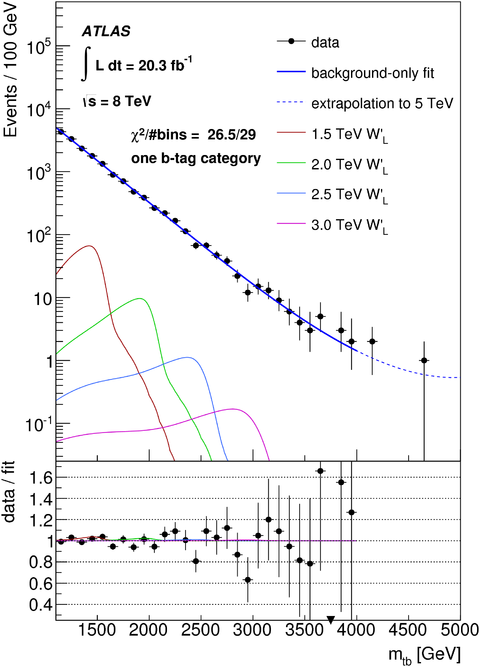 ATLAS
∫ L dt = 20.3 fb⁻¹
√s = 8 TeV
χ²/#bins = 26.5/29
one b-tag category
data
background-only fit
extrapolation to 5 TeV
1.5 TeV W'L
2.0 TeV W'L
2.5 TeV W'L
3.0 TeV W'L
Events / 100 GeV
10⁵
10⁴
10³
10²
10
1
10⁻¹
data / fit
1.6
1.4
1.2
1
0.8
0.6
0.4
1500 2000 2500 3000 3500 4000 4500 5000
mtb [GeV]